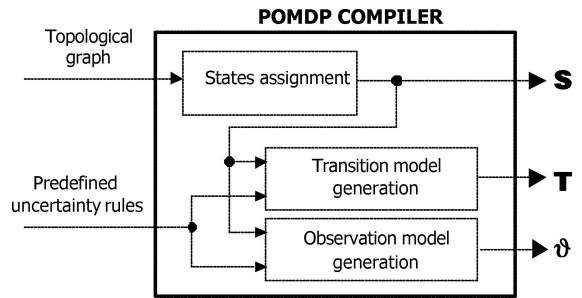 POMDP COMPILER
Topological
graph
States assignment
S
Transition model
generation
T
Predefined
uncertainty rules
Observation model
generation
ϑ